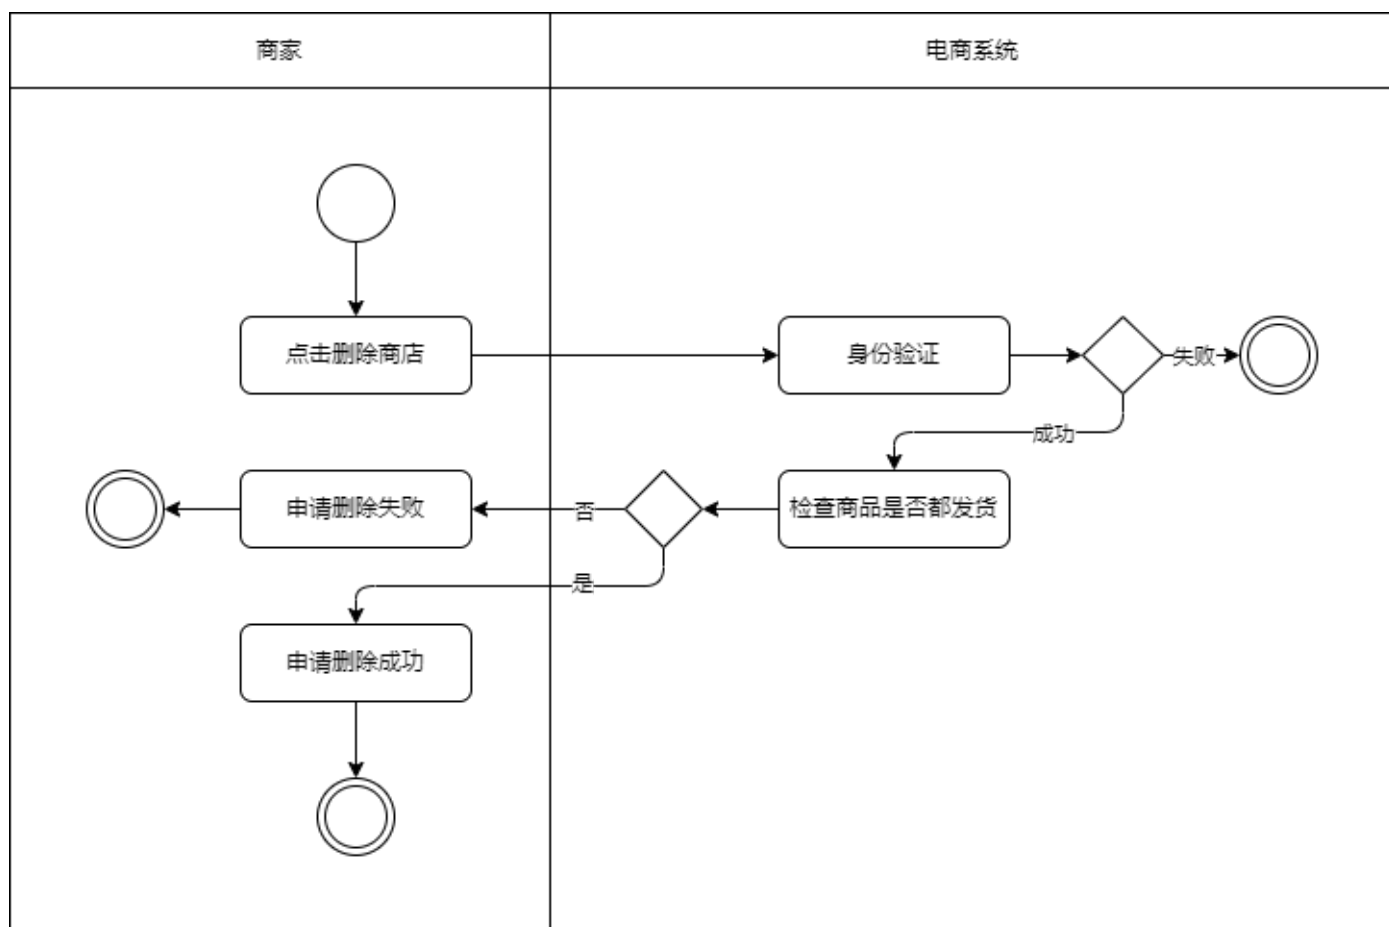 商家
电商系统
点击删除商店
身份验证
失败
成功
申请删除失败
否
检查商品是否都发货
是
申请删除成功